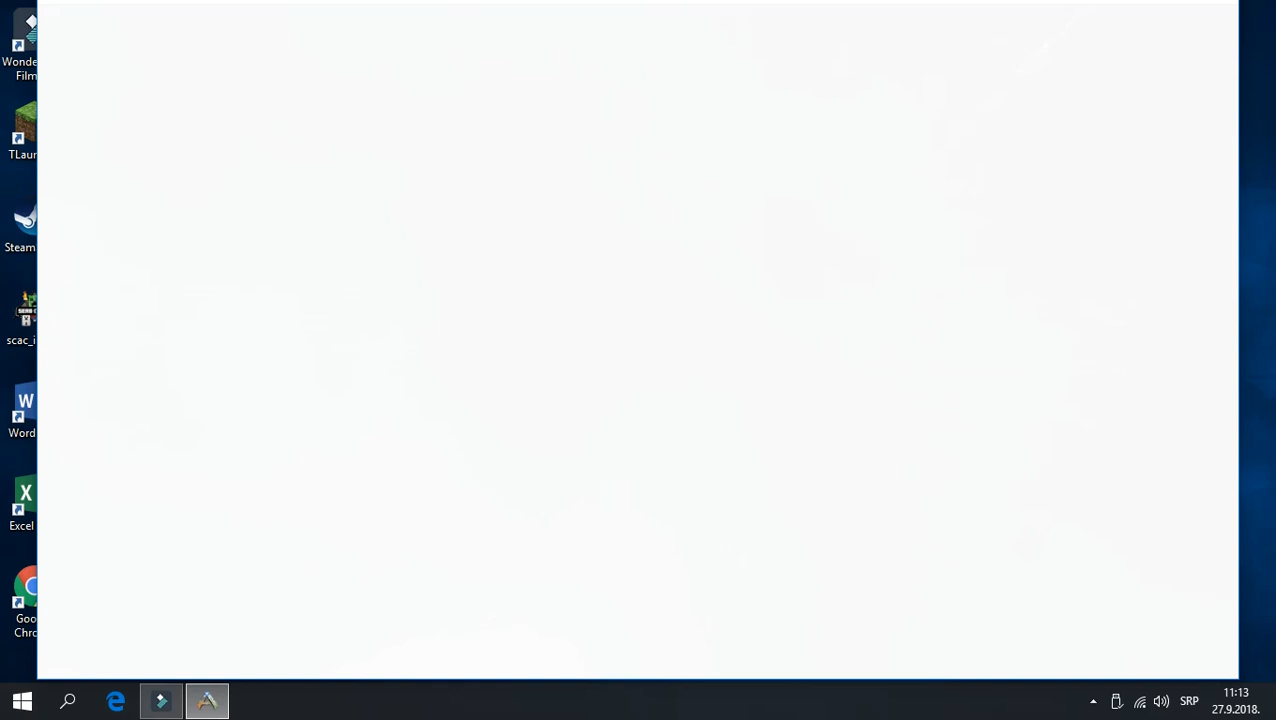 Wonde
Film
TLaun
Steam
scac_i
Word
Excel
Goo
Chro
SRP
11:13
27.9.2018.